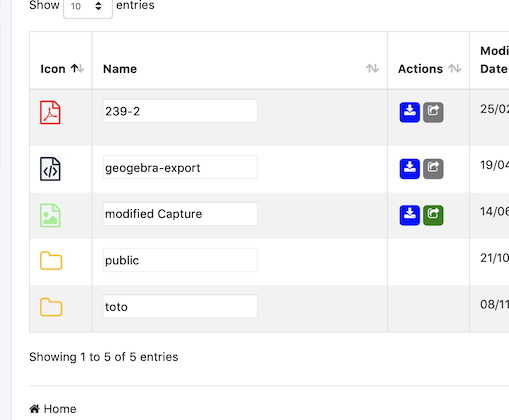 Show 10 entries
Icon Name Actions Modi
Date
239-2 25/02
geogebra-export 19/04
modified Capture 14/06
public 21/10
toto 08/11
Showing 1 to 5 of 5 entries
Home